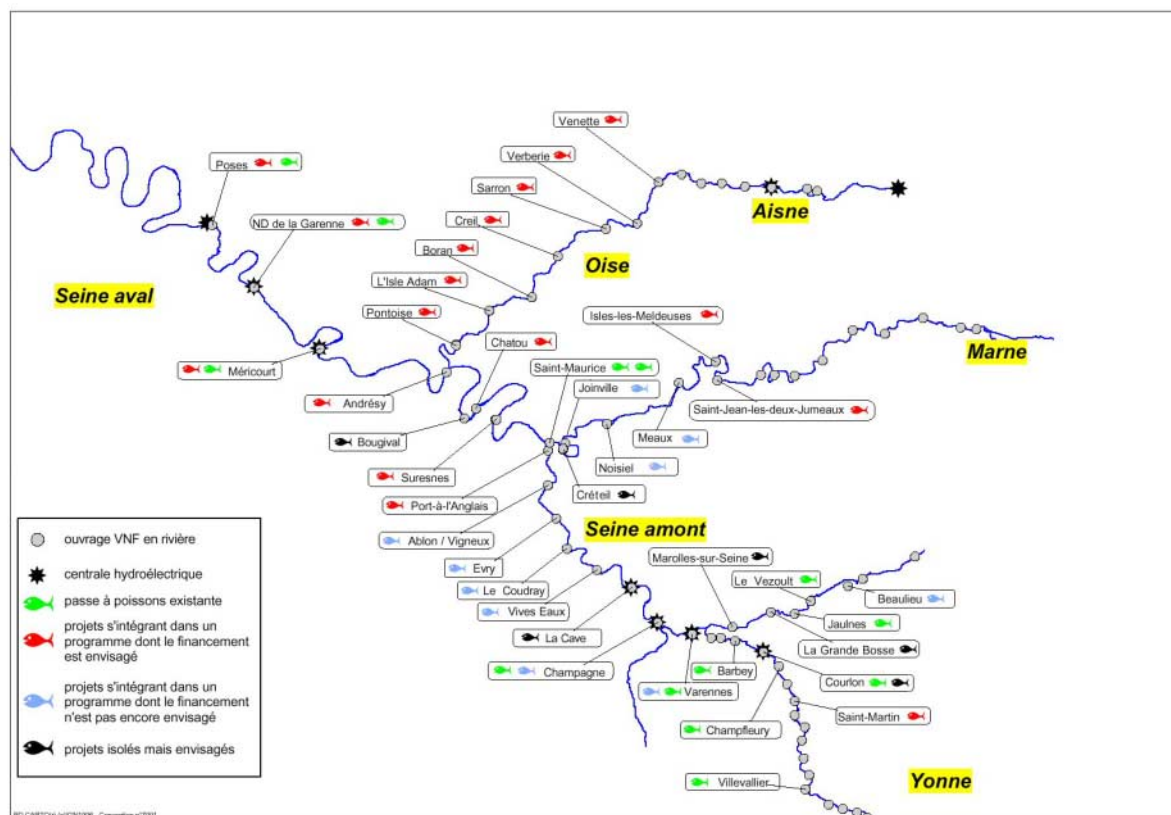 Venette
Verberie
Poses
Sarron
Aisne
ND de la Garenne
Creil
Boran
Oise
Seine aval
L'Isle Adam
Isles-les-Meldeuses
Pontoise
Chatou
Marne
Saint-Maurice
Méricourt
Joinville
Andrésy
Saint-Jean-les-deux-Jumeaux
Bougival
Meaux
Noisiel
Suresnes
Créteil
Port-à-l'Anglais
Seine amont
Ablon / Vigneux
Marolles-sur-Seine
Evry
Le Vezoult
Le Coudray
Beaulieu
Vives Eaux
Jaulnes
La Cave
La Grande Bosse
Champagne
Barbey
Courlon
Varennes
Saint-Martin
Champfleury
Villevallier
Yonne
ouvrage VNF en rivière
centrale hydroélectrique
passe à poissons existante
projets s'intégrant dans un
programme dont le financement
est envisagé
projets s'intégrant dans un
programme dont le financement
n'est pas encore envisagé
projets isolés mais envisagés